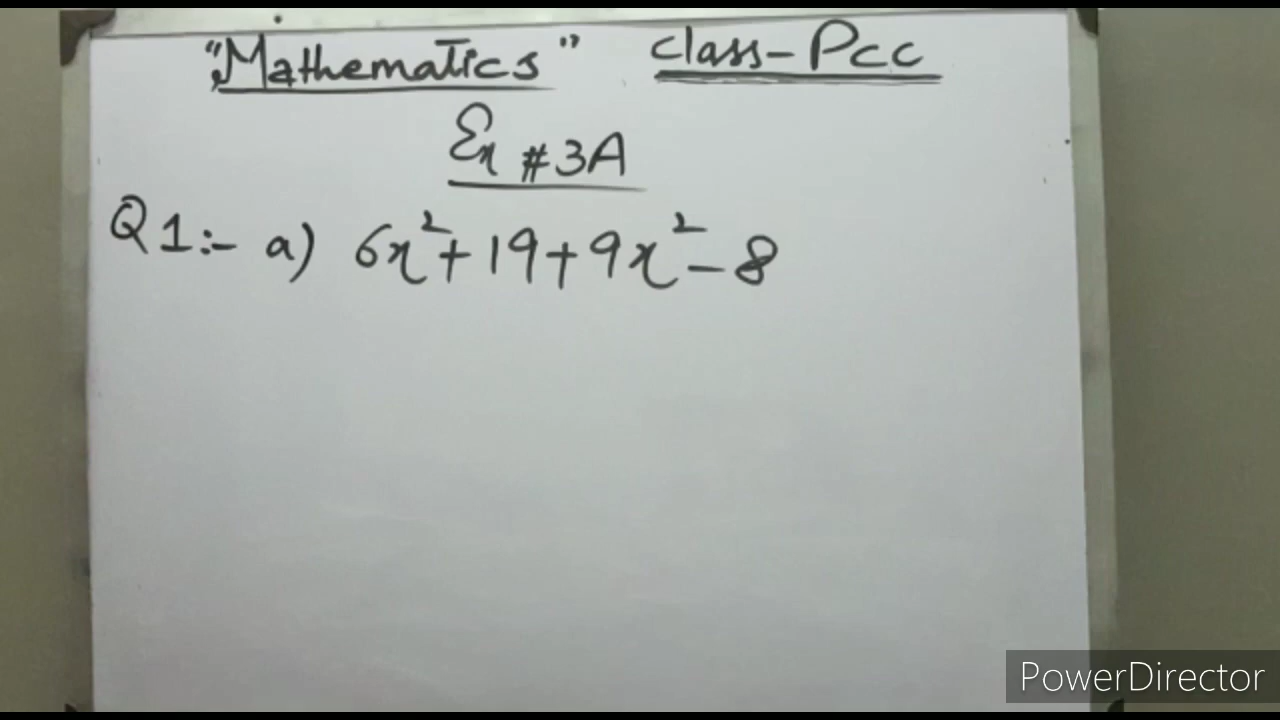 "Mathematics" class-Pcc
Ex #3A
Q1:- a) 6x²+19+9x²-8
PowerDirector